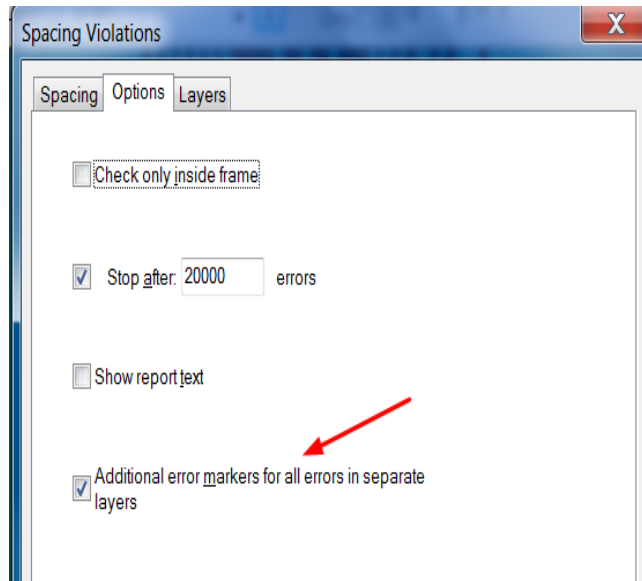 Spacing Violations
X
Spacing Options Layers
Check only inside frame
Stop after: 20000 errors
Show report text
Additional error markers for all errors in separate
layers